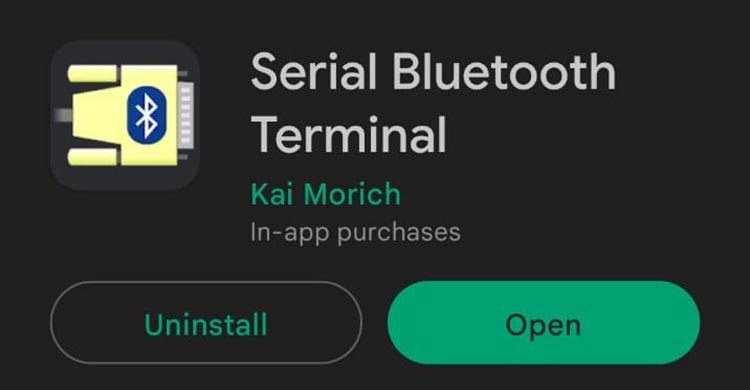 Serial Bluetooth
Terminal
Kai Morich
In-app purchases
Uninstall
Open